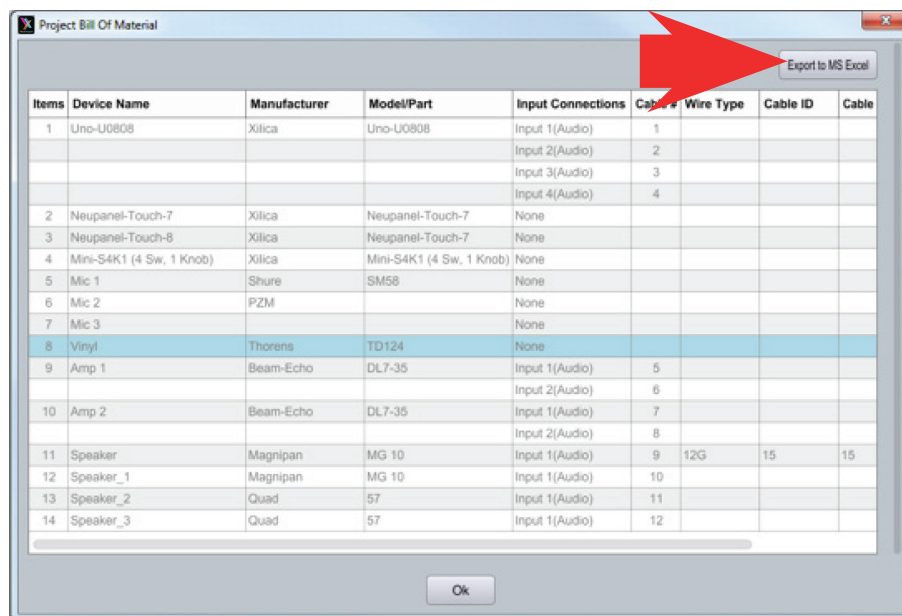 Project Bill Of Material
Export to MS Excel
Items Device Name Manufacturer Model/Part Input Connections Cable # Wire Type Cable ID Cable
1 Uno-U0808 Xilica Uno-U0808 Input 1(Audio) 1
Input 2(Audio) 2
Input 3(Audio) 3
Input 4(Audio) 4
2 Neupanel-Touch-7 Xilica Neupanel-Touch-7 None
3 Neupanel-Touch-8 Xilica Neupanel-Touch-7 None
4 Mini-S4K1 (4 Sw, 1 Knob) Xilica Mini-S4K1 (4 Sw, 1 Knob) None
5 Mic 1 Shure SM58 None
6 Mic 2 PZM None
7 Mic 3 None
8 Vinyl Thorens TD124 None
9 Amp 1 Beam-Echo DL7-35 Input 1(Audio) 5
Input 2(Audio) 6
10 Amp 2 Beam-Echo DL7-35 Input 1(Audio) 7
Input 2(Audio) 8
11 Speaker Magnipan MG 10 Input 1(Audio) 9 12G 15 15
12 Speaker_1 Magnipan MG 10 Input 1(Audio) 10
13 Speaker_2 Quad 57 Input 1(Audio) 11
14 Speaker_3 Quad 57 Input 1(Audio) 12
Ok